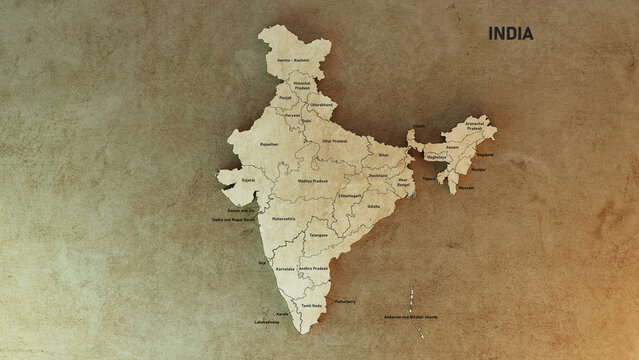 INDIA
Jammu - Kashmir
Himachal
Pradesh
Punjab
Uttarakhand
Haryana
Delhi
Arunachal
Pradesh
Sikkim
Rajasthan
Uttar Pradesh
Assam
Bihar
Nagaland
Meghalaya
Manipur
Jharkhand
Gujarat
Madhya Pradesh
West
Bengal
Mizoram
Chhattisgarh
Odisha
Daman and Diu
Dadra and Nagar Haveli
Maharashtra
Telangana
Goa
Karnataka
Andhra Pradesh
Puducherry
Tamil Nadu
Kerala
Lakshadweep
Andaman and Nicobar Islands